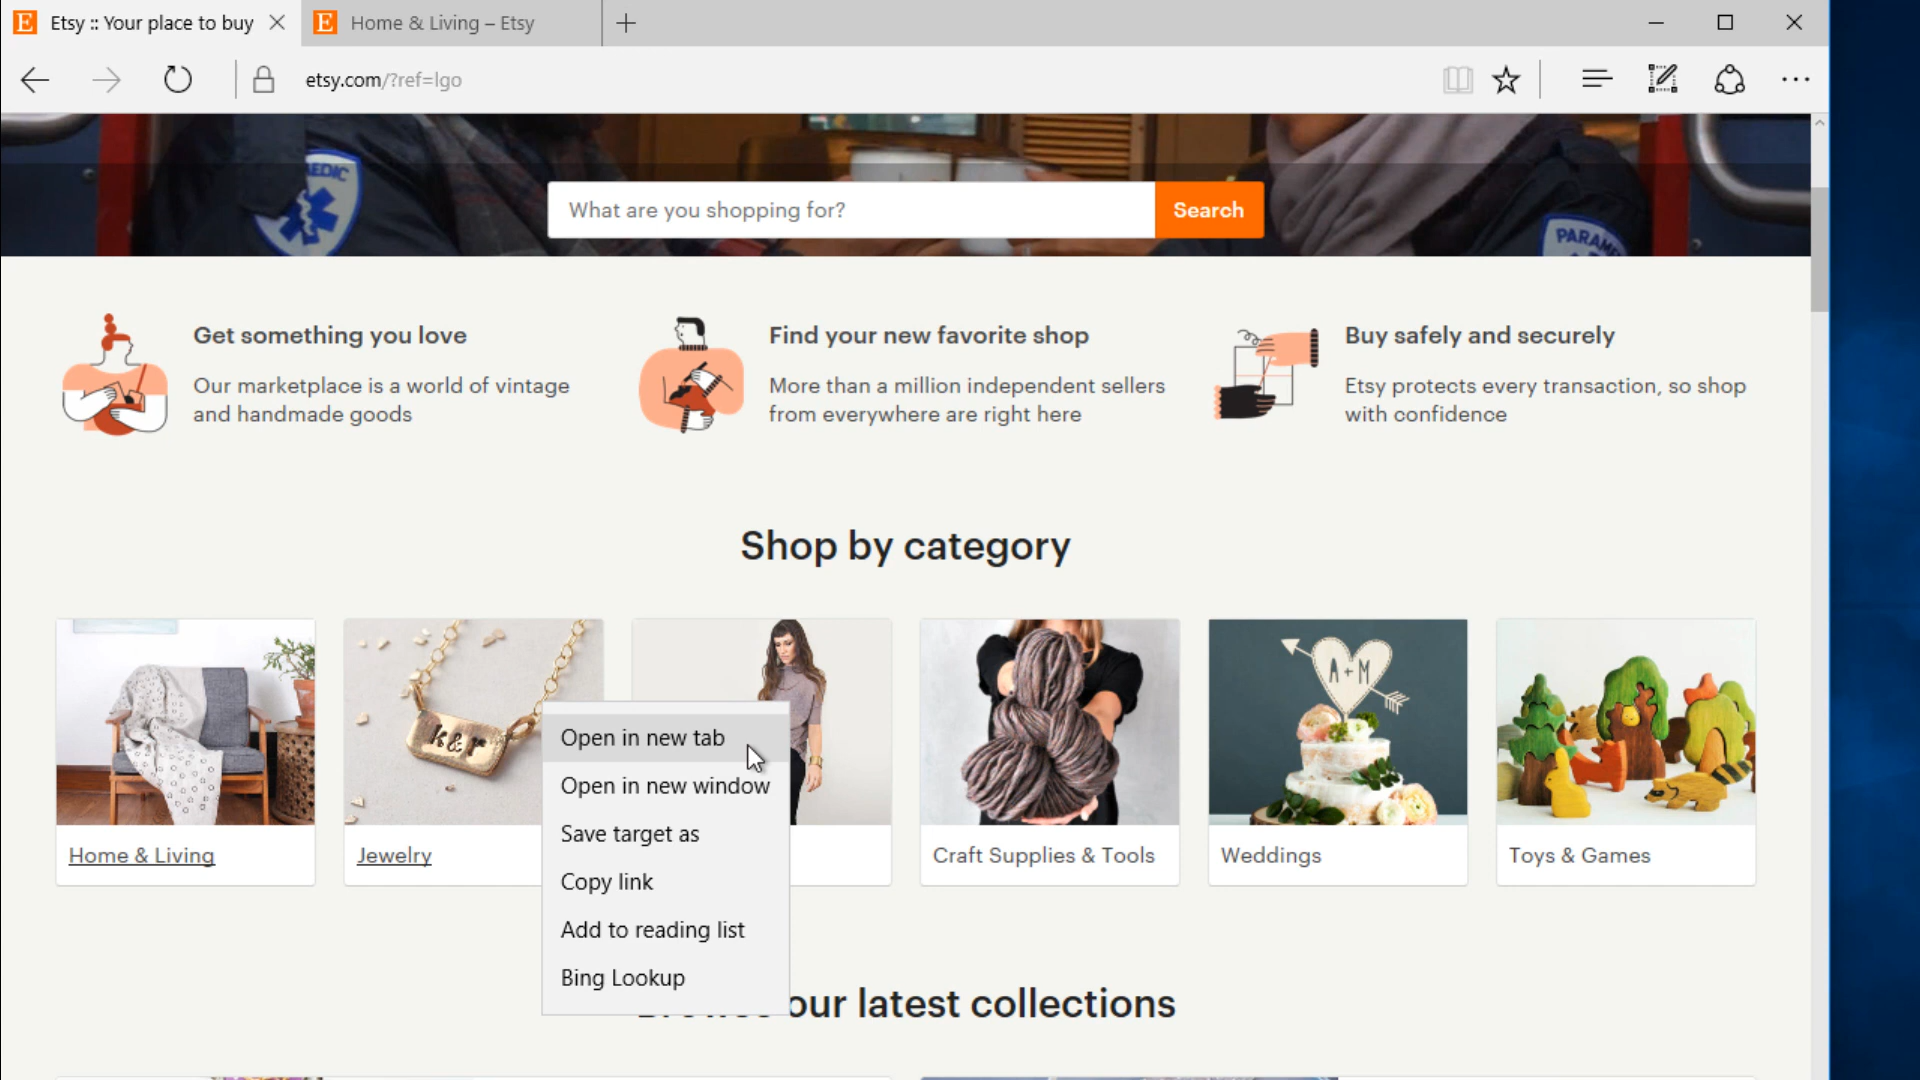 Etsy :: Your place to buy
Home & Living – Etsy
etsy.com/?ref=lgo
PARAM
What are you shopping for?
Search
Get something you love
Our marketplace is a world of vintage
and handmade goods
Find your new favorite shop
More than a million independent sellers
from everywhere are right here
Buy safely and securely
Etsy protects every transaction, so shop
with confidence
Shop by category
k&r
A + M
Home & Living
Jewelry
Craft Supplies & Tools
Weddings
Toys & Games
Open in new tab
Open in new window
Save target as
Copy link
Add to reading list
Bing Lookup
our latest collections